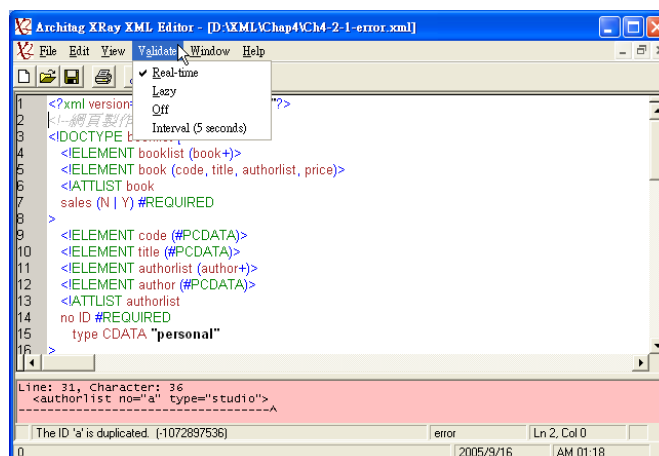 Architag XRay XML Editor - [D:\XML\Chap4\Ch4-2-1-error.xml]
File Edit View Validate Window Help
Real-time
Lazy
Off
Interval (5 seconds)
1 <?xml version= "?>
2 <!--網頁製作
3 <!DOCTYPE booklist [
4 <!ELEMENT booklist (book+)>
5 <!ELEMENT book (code, title, authorlist, price)>
6 <!ATTLIST book
7 sales (N | Y) #REQUIRED
8 >
9 <!ELEMENT code (#PCDATA)>
10 <!ELEMENT title (#PCDATA)>
11 <!ELEMENT authorlist (author+)>
12 <!ELEMENT author (#PCDATA)>
13 <!ATTLIST authorlist
14 no ID #REQUIRED
15 type CDATA "personal"
16 >
Line: 31, Character: 36
<authorlist no="a" type="studio">
-----------------------------------^
The ID 'a' is duplicated. (-1072897536) error Ln 2, Col 0
0 2005/9/16 AM 01:18